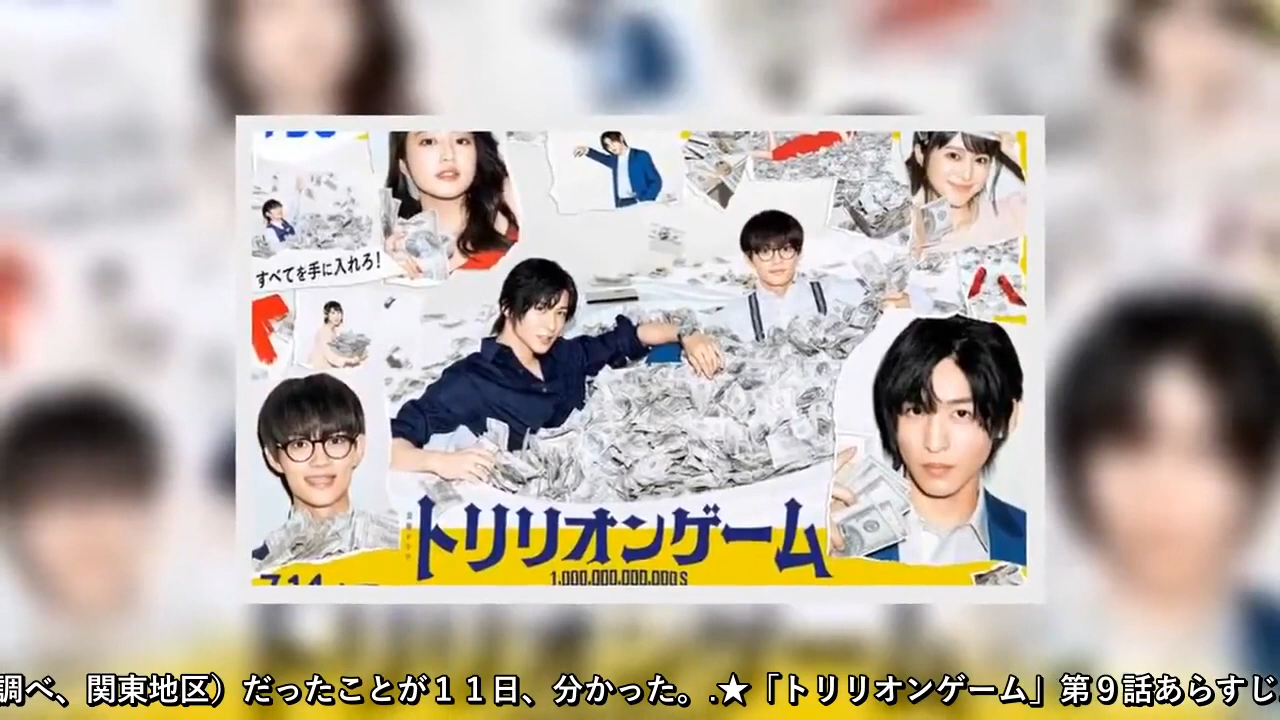 すべてを手に入れろ!
トリリオンゲーム
1,000,000,000,000$
調べ、関東地区）だったことが１１日、分かった。.★「トリリオンゲーム」第９話あらすじ